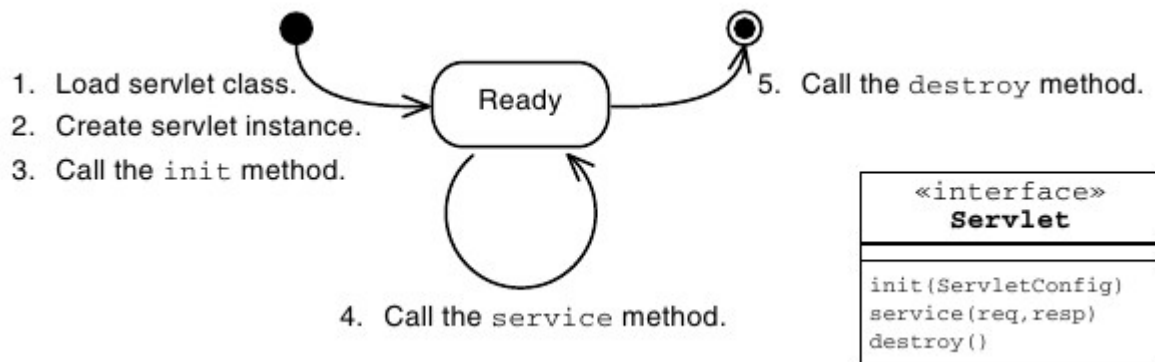 1. Load servlet class.
2. Create servlet instance.
3. Call the init method.
Ready
5. Call the destroy method.
4. Call the service method.
«interface»
Servlet
init(ServletConfig)
service(req,resp)
destroy()